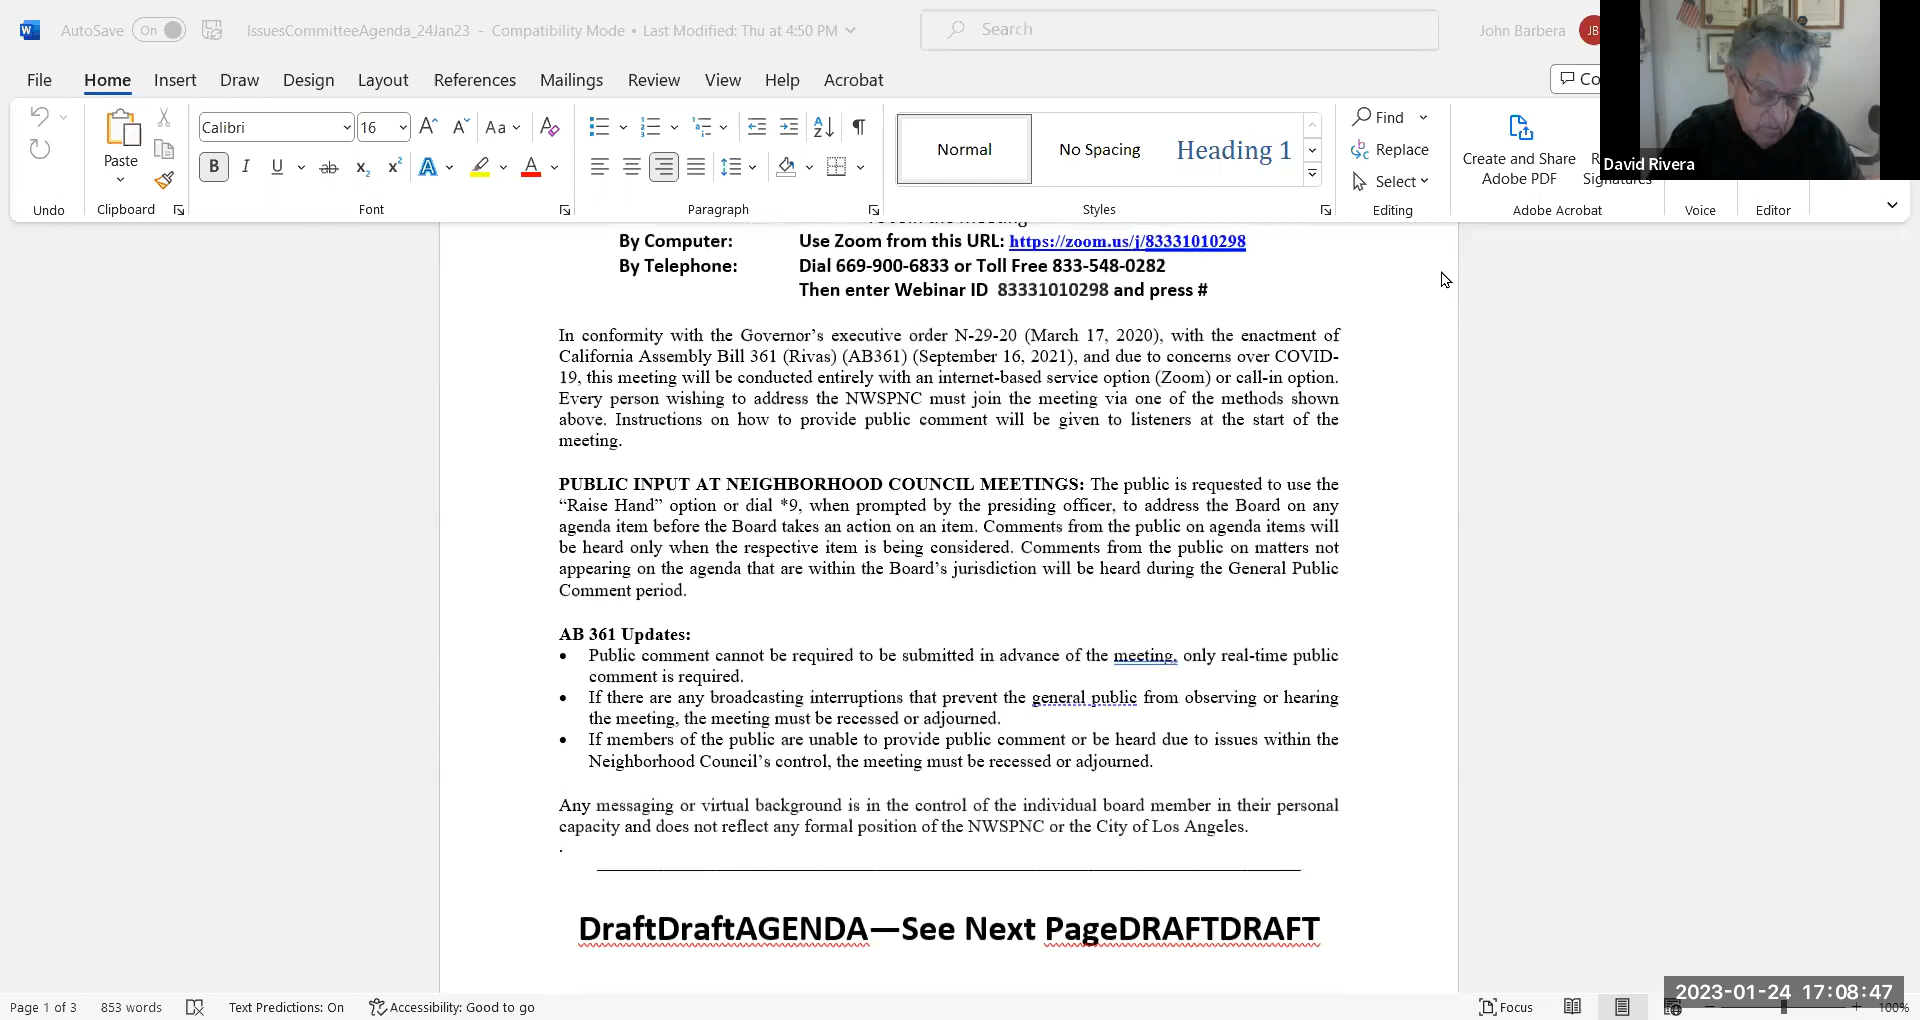 AutoSave On IssuesCommitteeAgenda_24Jan23 - Compatibility Mode • Last Modified: Thu at 4:50 PM
Search
John Barbera JB
File Home Insert Draw Design Layout References Mailings Review View Help Acrobat Co
Calibri 16 Aa
Paste
B I U ab x2 x2 A A
Normal No Spacing Heading 1
Find
Replace
Select
Create and Share
Adobe PDF
Signatures
David Rivera
Undo Clipboard Font Paragraph Styles Editing Adobe Acrobat Voice Editor
By Computer: Use Zoom from this URL: https://zoom.us/j/83331010298
By Telephone: Dial 669-900-6833 or Toll Free 833-548-0282
Then enter Webinar ID 83331010298 and press #
In conformity with the Governor’s executive order N-29-20 (March 17, 2020), with the enactment of
California Assembly Bill 361 (Rivas) (AB361) (September 16, 2021), and due to concerns over COVID-
19, this meeting will be conducted entirely with an internet-based service option (Zoom) or call-in option.
Every person wishing to address the NWSPNC must join the meeting via one of the methods shown
above. Instructions on how to provide public comment will be given to listeners at the start of the
meeting.
PUBLIC INPUT AT NEIGHBORHOOD COUNCIL MEETINGS: The public is requested to use the
“Raise Hand” option or dial *9, when prompted by the presiding officer, to address the Board on any
agenda item before the Board takes an action on an item. Comments from the public on agenda items will
be heard only when the respective item is being considered. Comments from the public on matters not
appearing on the agenda that are within the Board’s jurisdiction will be heard during the General Public
Comment period.
AB 361 Updates:
• Public comment cannot be required to be submitted in advance of the meeting, only real-time public
comment is required.
• If there are any broadcasting interruptions that prevent the general public from observing or hearing
the meeting, the meeting must be recessed or adjourned.
• If members of the public are unable to provide public comment or be heard due to issues within the
Neighborhood Council’s control, the meeting must be recessed or adjourned.
Any messaging or virtual background is in the control of the individual board member in their personal
capacity and does not reflect any formal position of the NWSPNC or the City of Los Angeles.
.
DraftDraftAGENDA—See Next PageDRAFTDRAFT
Page 1 of 3 853 words Text Predictions: On Accessibility: Good to go Focus 100%
2023-01-24 17:08:47